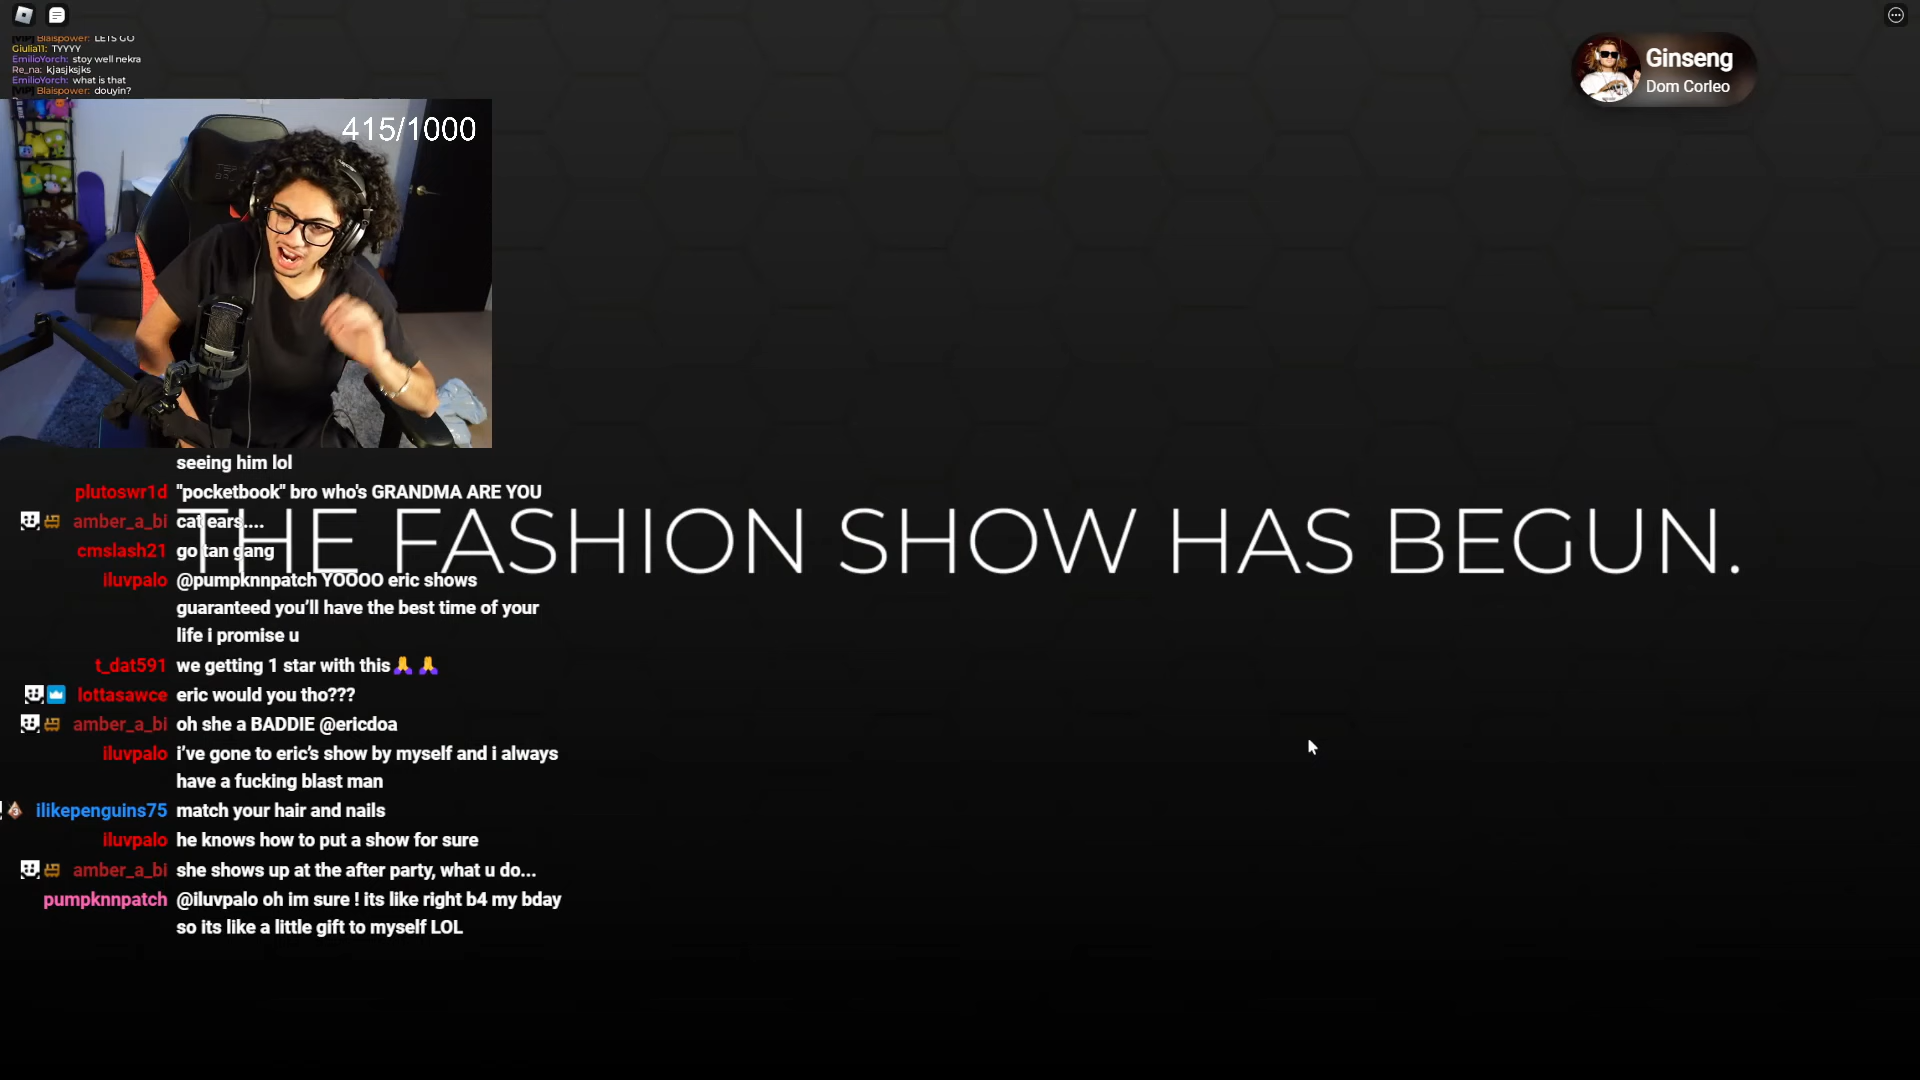 [VIP] Blaispower: LETS GO
Giulia11: TYYYY
EmilioYorch: stoy well nekra
Re_na: kjasjksjks
EmilioYorch: what is that
[VIP] Blaispower: douyin?
Ginseng
Dom Corleo
415/1000
seeing him lol
plutoswr1d "pocketbook" bro who's GRANDMA ARE YOU
amber_a_bi cat ears....
THE FASHION SHOW HAS BEGUN.
cmslash21 go tan gang
iluvpalo @pumpknnpatch YOOOO eric shows
guaranteed you’ll have the best time of your
life i promise u
t_dat591 we getting 1 star with this🙏 🙏
lottasawce eric would you tho???
amber_a_bi oh she a BADDIE @ericdoa
iluvpalo i’ve gone to eric’s show by myself and i always
have a fucking blast man
ilikepenguins75 match your hair and nails
iluvpalo he knows how to put a show for sure
amber_a_bi she shows up at the after party, what u do...
pumpknnpatch @iluvpalo oh im sure ! its like right b4 my bday
so its like a little gift to myself LOL